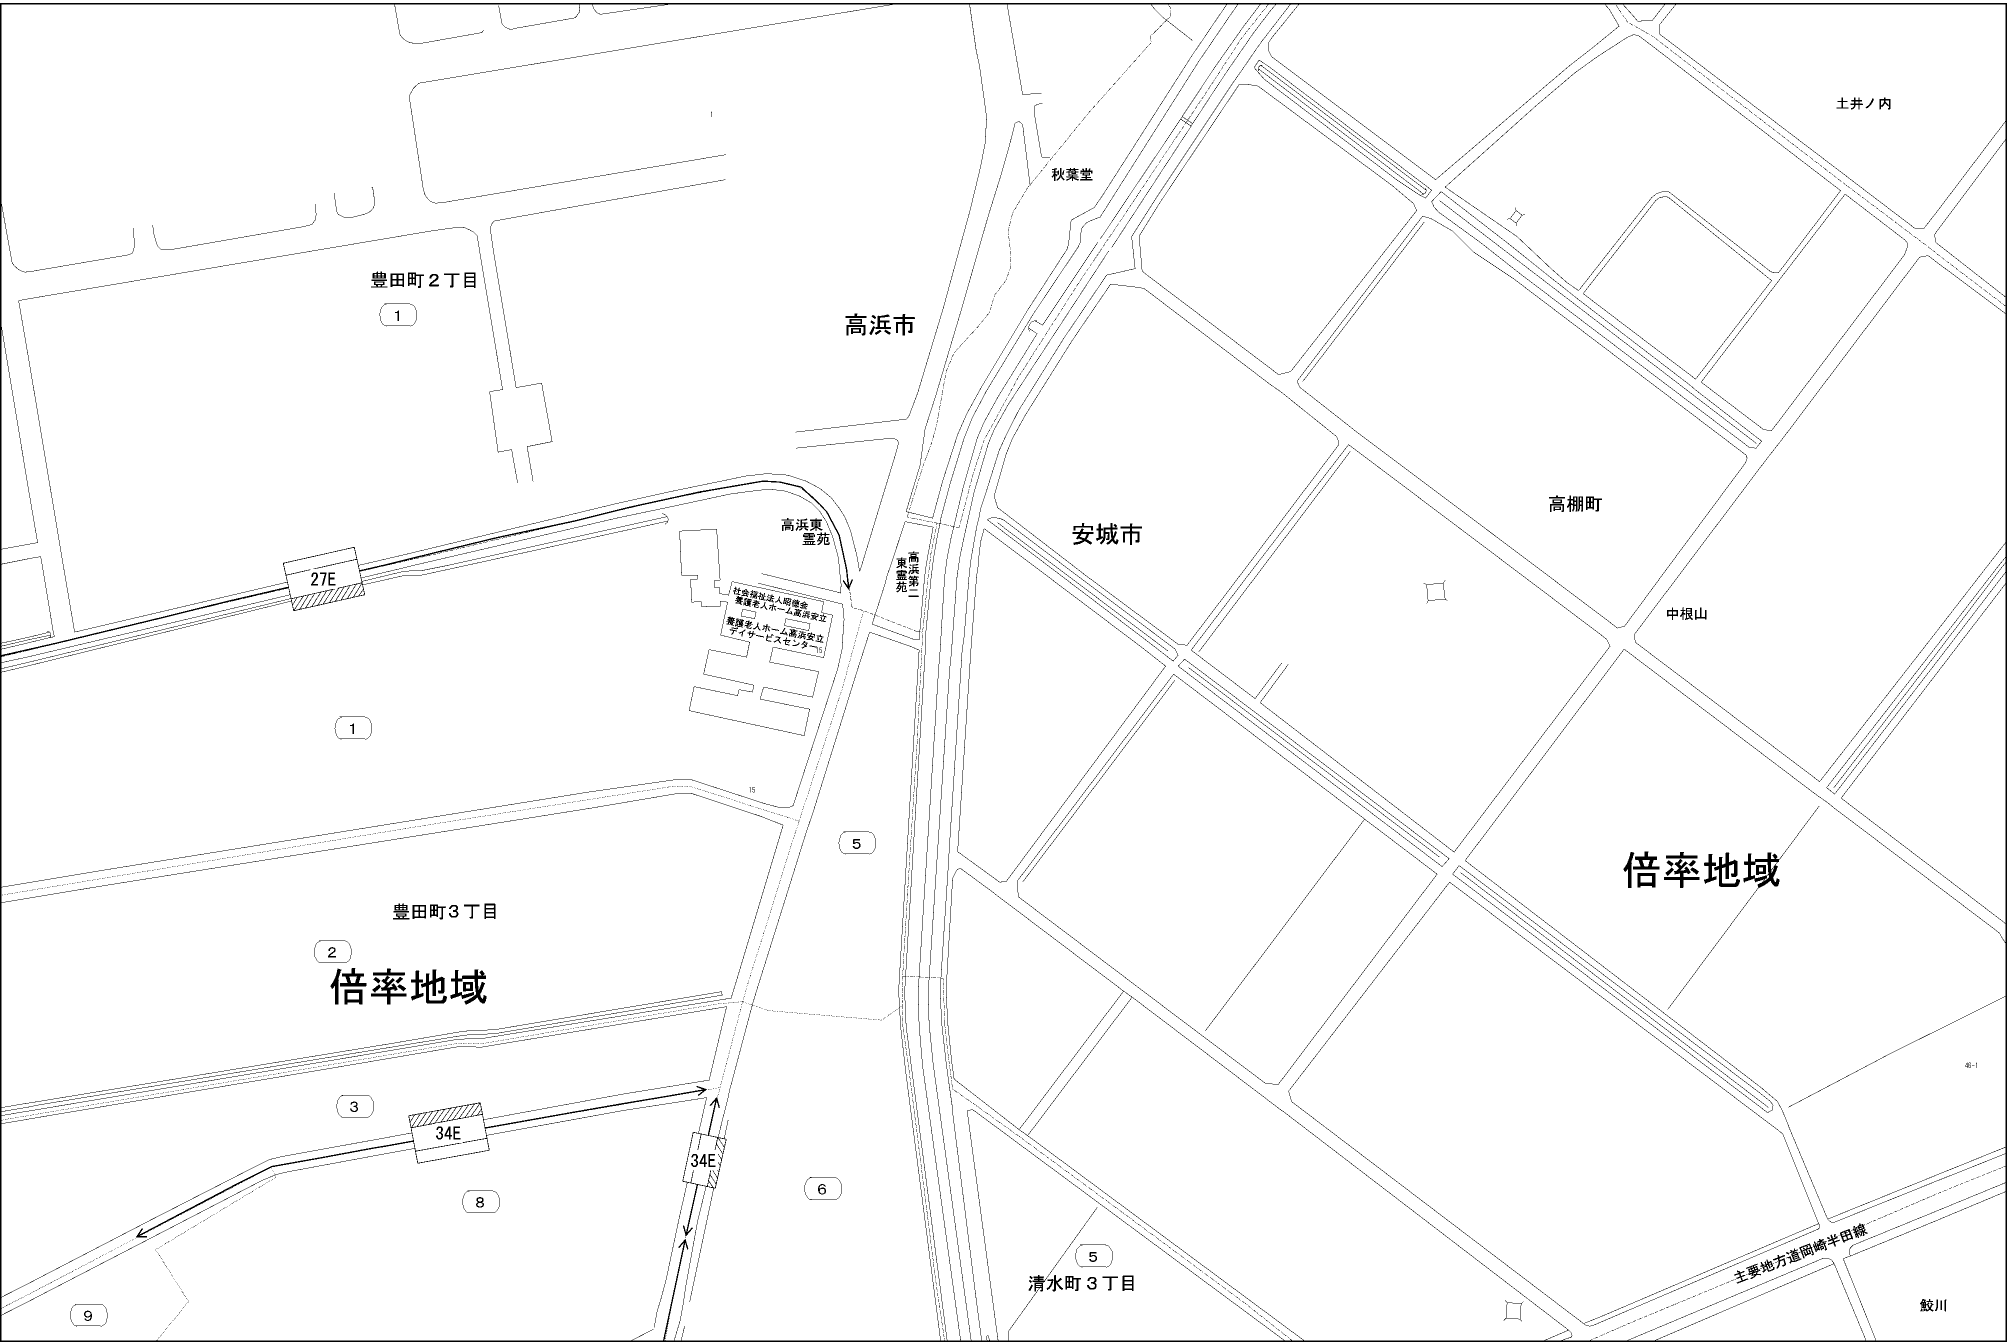 土井ノ内
秋葉堂
豊田町2丁目
1
高浜市
高棚町
高浜東
霊苑
安城市
高浜第二
東霊苑
27E
社会福祉法人昭徳会
養護老人ホーム高浜安立
養護老人ホーム高浜安立
デイサービスセンター
15
中根山
1
15
5
倍率地域
豊田町3丁目
2
倍率地域
46-1
3
34E
34E
8
6
主要地方道岡崎半田線
5
清水町3丁目
9
鮫川